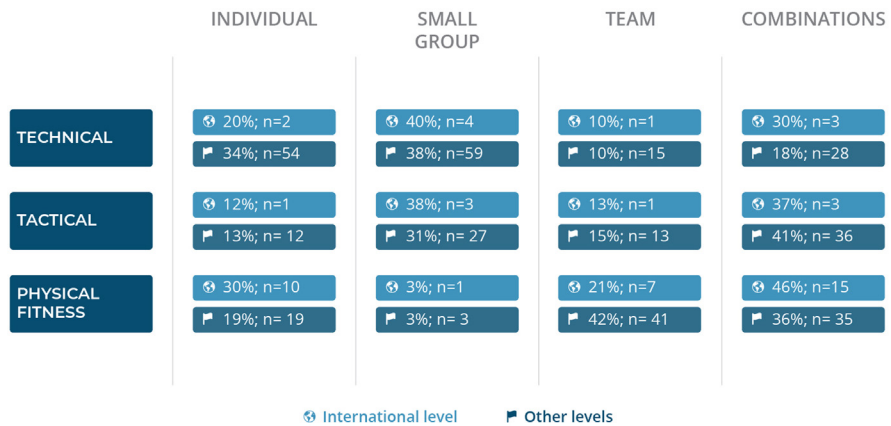 INDIVIDUAL
SMALL
GROUP
TEAM
COMBINATIONS
TECHNICAL
20%; n=2
40%; n=4
10%; n=1
30%; n=3
34%; n=54
38%; n=59
10%; n=15
18%; n=28
TACTICAL
12%; n=1
38%; n=3
13%; n=1
37%; n=3
13%; n= 12
31%; n= 27
15%; n= 13
41%; n= 36
PHYSICAL
FITNESS
30%; n=10
3%; n=1
21%; n=7
46%; n=15
19%; n= 19
3%; n= 3
42%; n= 41
36%; n= 35
International level
Other levels